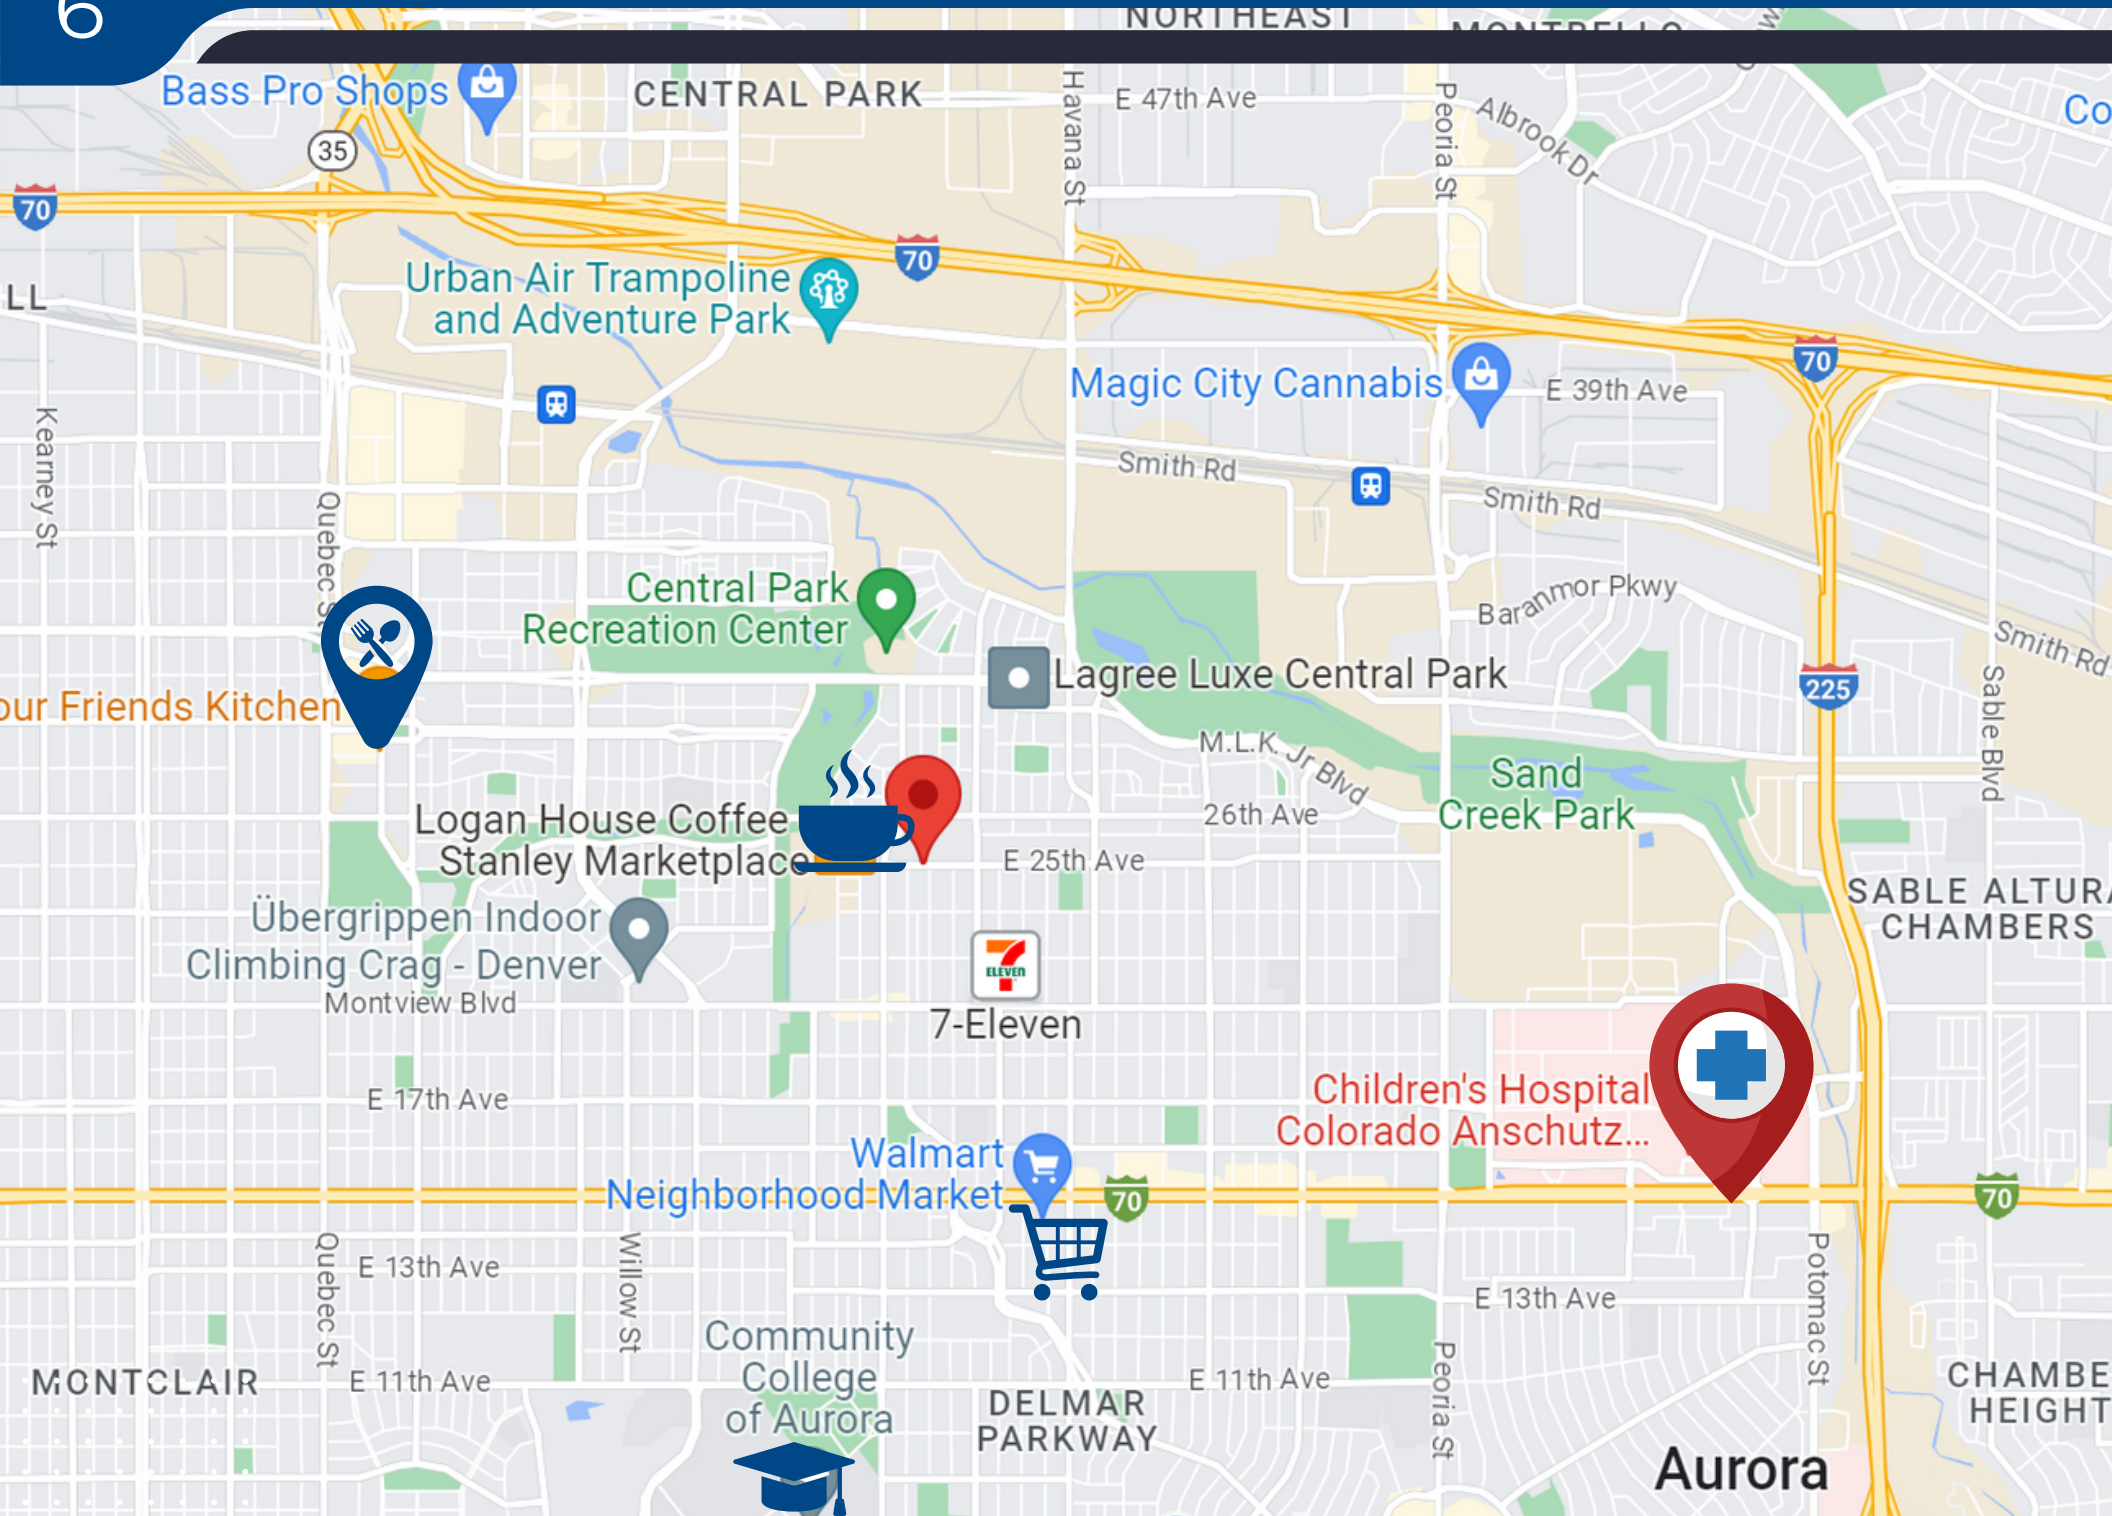 6
NORTHEAST
MONTBELLO
Bass Pro Shops
CENTRAL PARK
Havana St
E 47th Ave
Peoria St
Albrook Dr
Co
35
70
70
LL
Urban Air Trampoline
and Adventure Park
70
Magic City Cannabis
E 39th Ave
Kearney St
Smith Rd
Smith Rd
Quebec St
Central Park
Recreation Center
Baranmor Pkwy
Smith Rd
Lagree Luxe Central Park
225
Sable Blvd
our Friends Kitchen
M.L.K. Jr Blvd
Sand
Creek Park
26th Ave
Logan House Coffee
Stanley Marketplace
E 25th Ave
SABLE ALTURA
CHAMBERS
Übergrippen Indoor
Climbing Crag - Denver
Montview Blvd
7
ELEVEN
7-Eleven
E 17th Ave
Children's Hospital
Colorado Anschutz...
Walmart
Neighborhood Market
70
70
Quebec St
E 13th Ave
Willow St
Potomac St
E 13th Ave
Community
College
of Aurora
MONTCLAIR
E 11th Ave
DELMAR
PARKWAY
E 11th Ave
Peoria St
CHAMBE
HEIGHT
Aurora